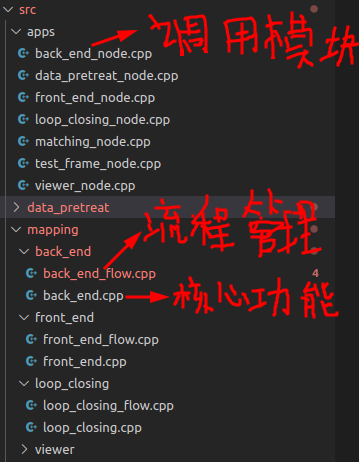 src
apps
back_end_node.cpp
调用模块
data_pretreat_node.cpp
front_end_node.cpp
loop_closing_node.cpp
matching_node.cpp
test_frame_node.cpp
viewer_node.cpp
data_pretreat
mapping
流程管理
back_end
back_end_flow.cpp 4
back_end.cpp
核心功能
front_end
front_end_flow.cpp
front_end.cpp
loop_closing
loop_closing_flow.cpp
loop_closing.cpp
viewer